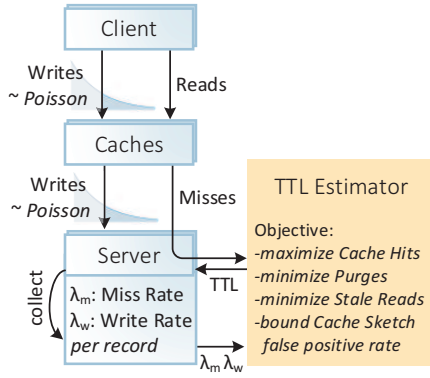 Client
Writes
~ Poisson
Reads
Caches
Writes
~ Poisson
Misses
TTL Estimator
Objective:
-maximize Cache Hits
-minimize Purges
-minimize Stale Reads
-bound Cache Sketch
false positive rate
Server
TTL
collect
λm: Miss Rate
λw: Write Rate
per record
λm λw